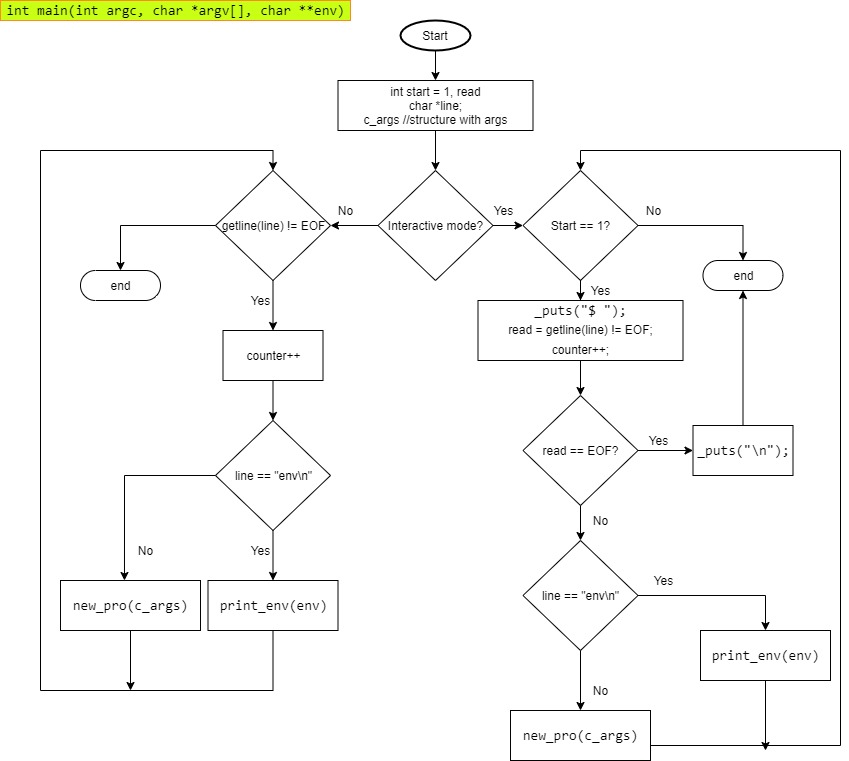 int main(int argc, char *argv[], char **env)
Start
int start = 1, read
char *line;
c_args //structure with args
getline(line) != EOF
No
Interactive mode?
Yes
Start == 1?
No
end
end
Yes
Yes
_puts("$ ");
read = getline(line) != EOF;
counter++;
counter++
read == EOF?
Yes
_puts("\n");
line == "env\n"
No
No
Yes
line == "env\n"
Yes
new_pro(c_args)
print_env(env)
print_env(env)
No
new_pro(c_args)